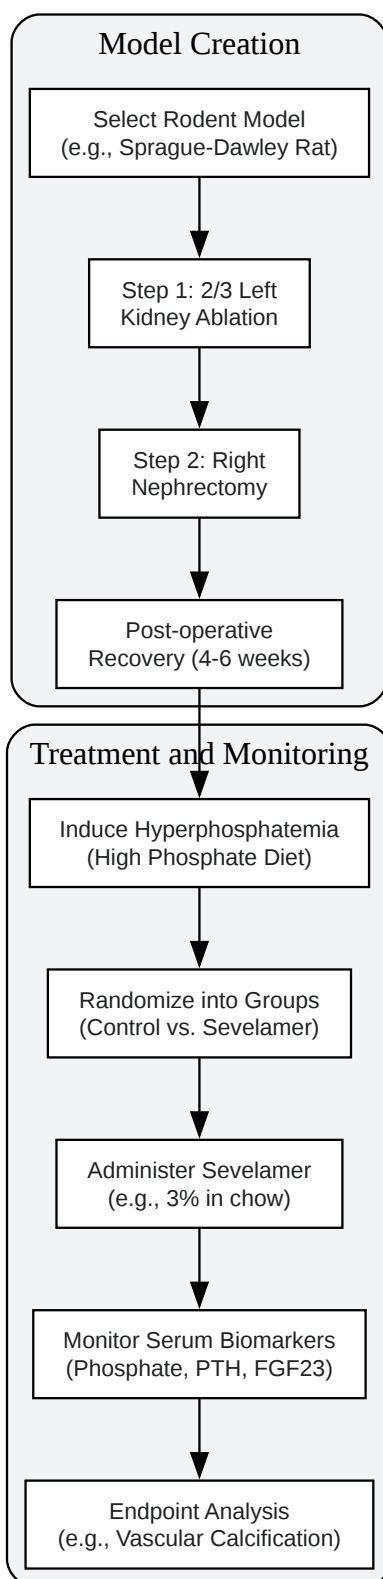 Model Creation
Select Rodent Model
(e.g., Sprague-Dawley Rat)
Step 1: 2/3 Left
Kidney Ablation
Step 2: Right
Nephrectomy
Post-operative
Recovery (4-6 weeks)
Treatment and Monitoring
Induce Hyperphosphatemia
(High Phosphate Diet)
Randomize into Groups
(Control vs. Sevelamer)
Administer Sevelamer
(e.g., 3% in chow)
Monitor Serum Biomarkers
(Phosphate, PTH, FGF23)
Endpoint Analysis
(e.g., Vascular Calcification)